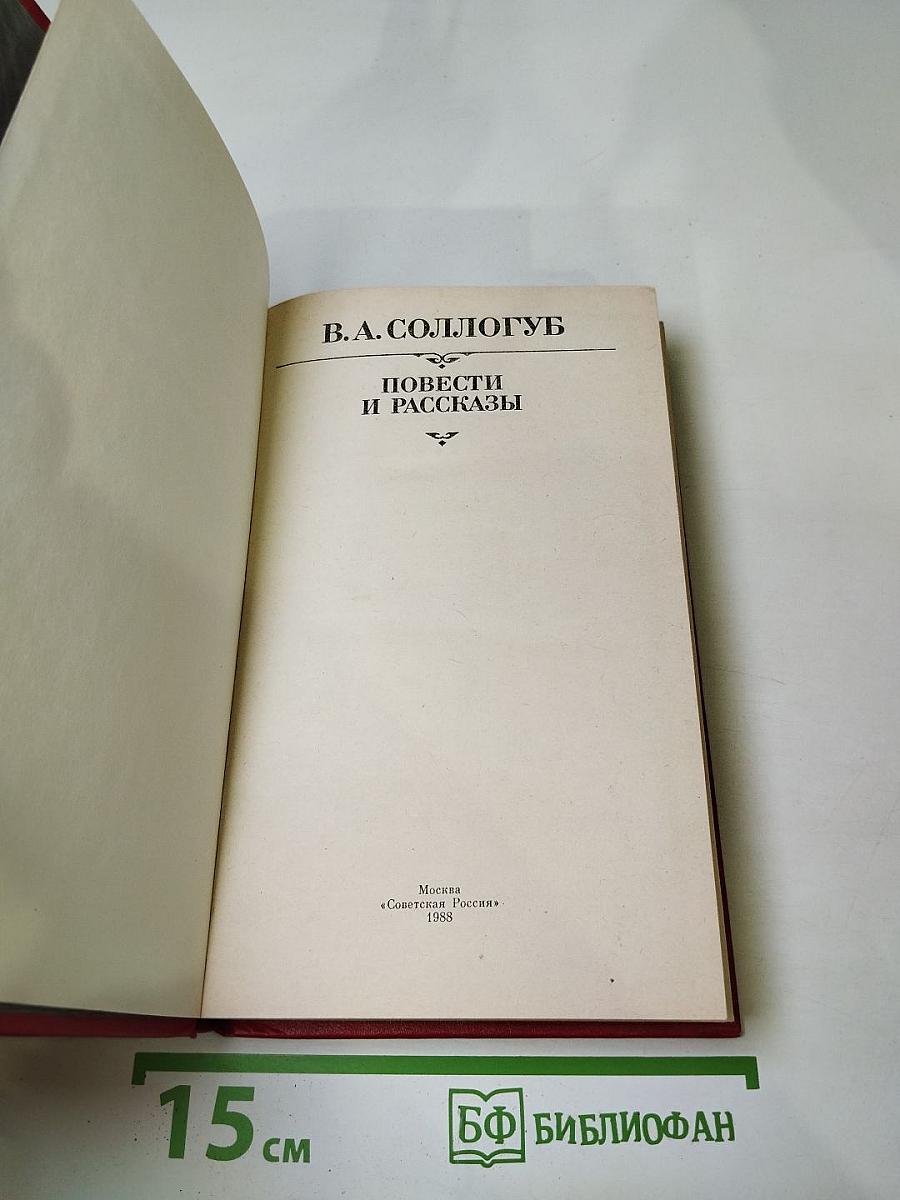 В. А. СОЛЛОГУБ
ПОВЕСТИ
И РАССКАЗЫ
Москва
«Советская Россия»
1988
15 см
БФ БИБЛИОФАН